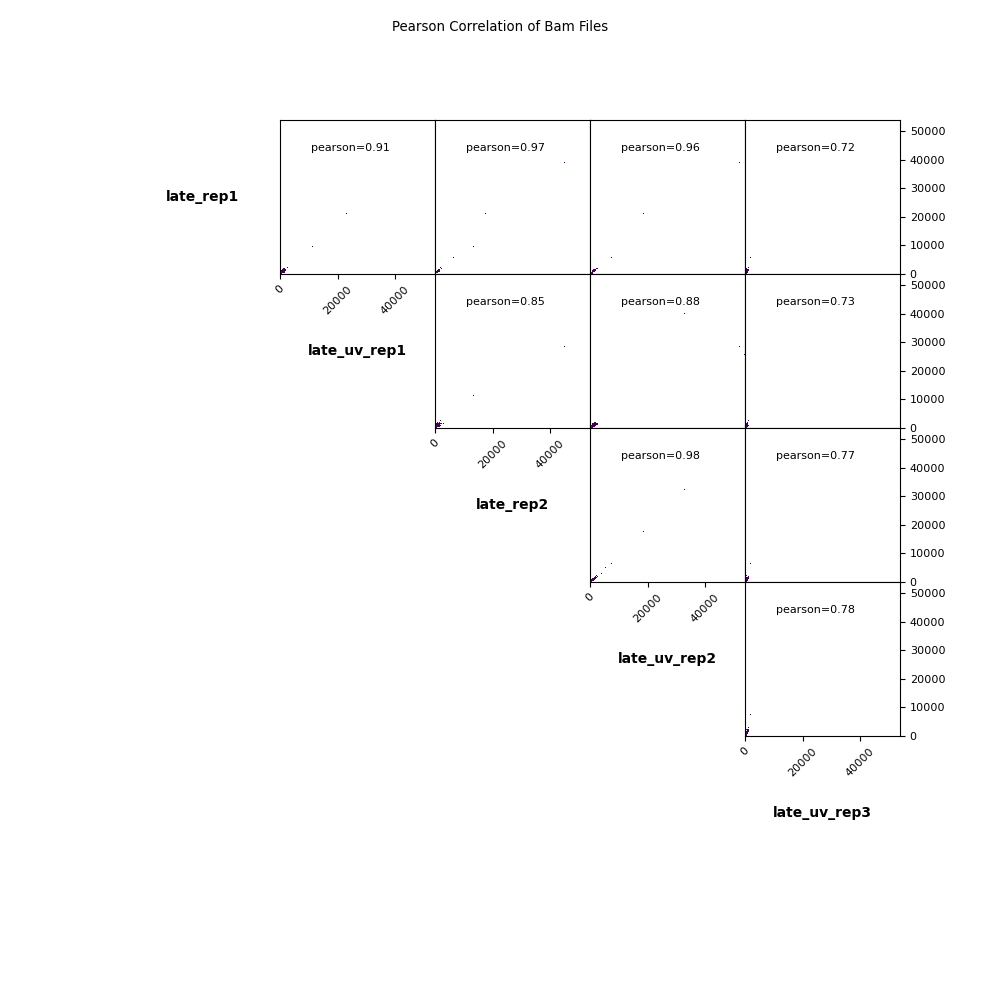 Pearson Correlation of Bam Files
pearson=0.91 pearson=0.97 pearson=0.96 pearson=0.72
50000
40000
30000
20000
10000
0
late_rep1
0 20000 40000
pearson=0.85 pearson=0.88 pearson=0.73
50000
40000
30000
20000
10000
0
late_uv_rep1
0 20000 40000
pearson=0.98 pearson=0.77
50000
40000
30000
20000
10000
0
late_rep2
0 20000 40000
pearson=0.78
50000
40000
30000
20000
10000
0
late_uv_rep2
0 20000 40000
late_uv_rep3